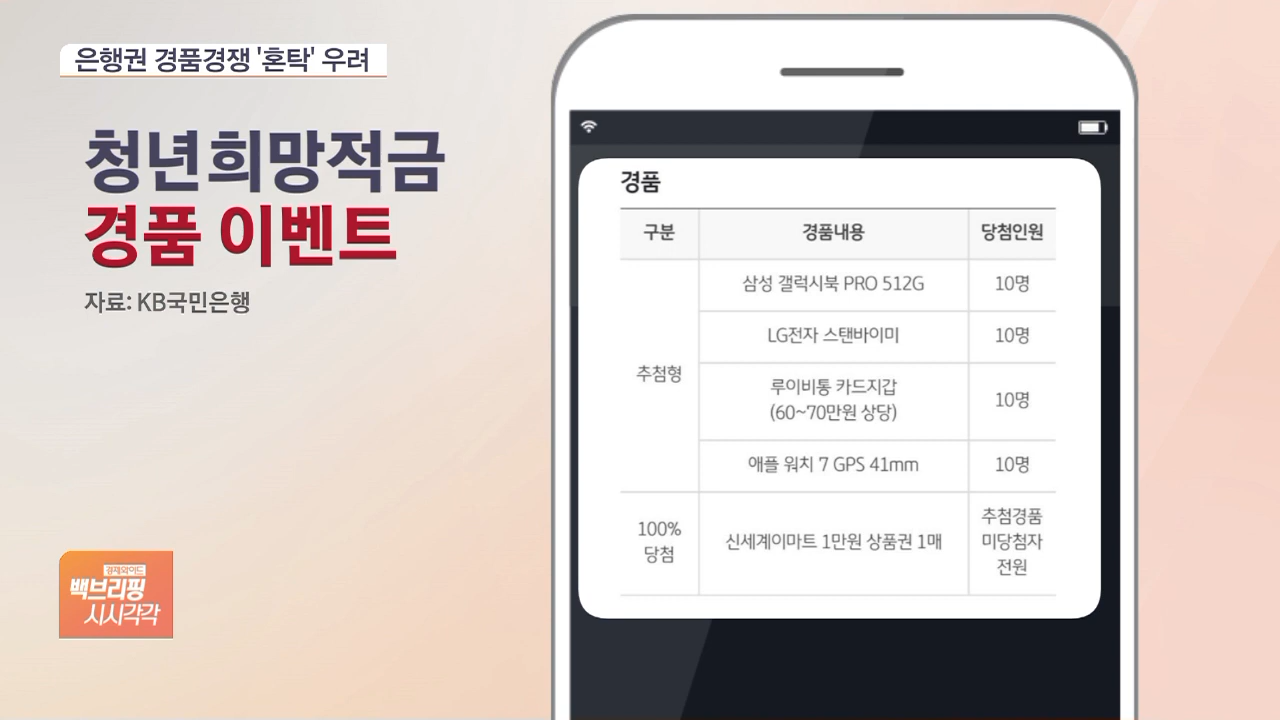 은행권 경품경쟁 '혼탁' 우려
청년희망적금
경품 이벤트
자료: KB국민은행
경품
구분 경품내용 당첨인원
추첨형
삼성 갤럭시북 PRO 512G 10명
LG전자 스탠바이미 10명
루이비통 카드지갑
(60~70만원 상당) 10명
애플 워치 7 GPS 41mm 10명
100%
당첨
신세계이마트 1만원 상품권 1매
추첨경품
미당첨자
전원
경제와이드
백브리핑
시시각각